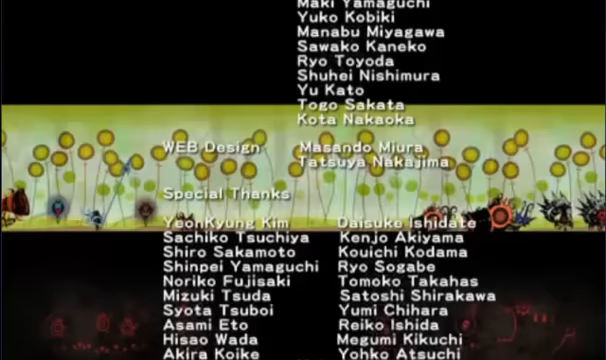 Maki Yamaguchi
Yuko Kobiki
Manabu Miyagawa
Sawako Kaneko
Ryo Toyoda
Shuhei Nishimura
Yu Kato
Togo Sakata
Kota Nakaoka
WEB Design Masando Miura
Tatsuya Nakajima
Special Thanks
YeonKyung Kim Daisuke Ishidate
Sachiko Tsuchiya Kenjo Akiyama
Shiro Sakamoto Kouichi Kodama
Shinpei Yamaguchi Ryo Sogabe
Noriko Fujisaki Tomoko Takahas
Mizuki Tsuda Satoshi Shirakawa
Syota Tsuboi Yumi Chihara
Asami Eto Reiko Ishida
Hisao Wada Megumi Kikuchi
Akira Koike Yohko Atsuchi